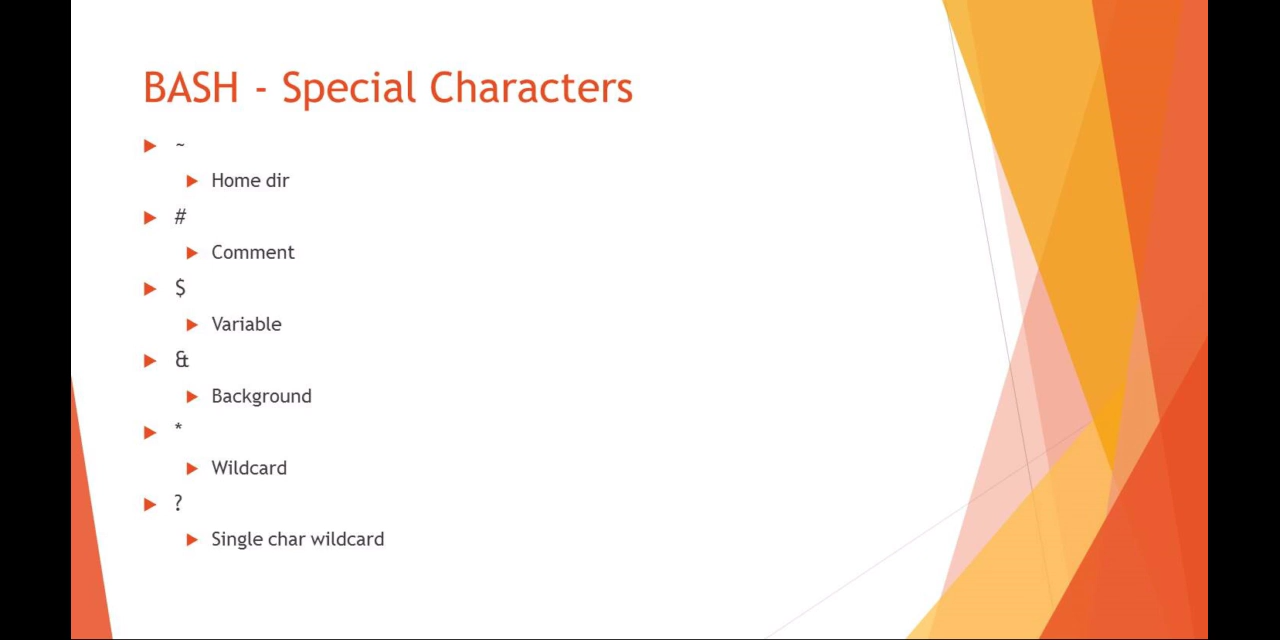 BASH - Special Characters
~
Home dir
#
Comment
$
Variable
&
Background
*
Wildcard
?
Single char wildcard